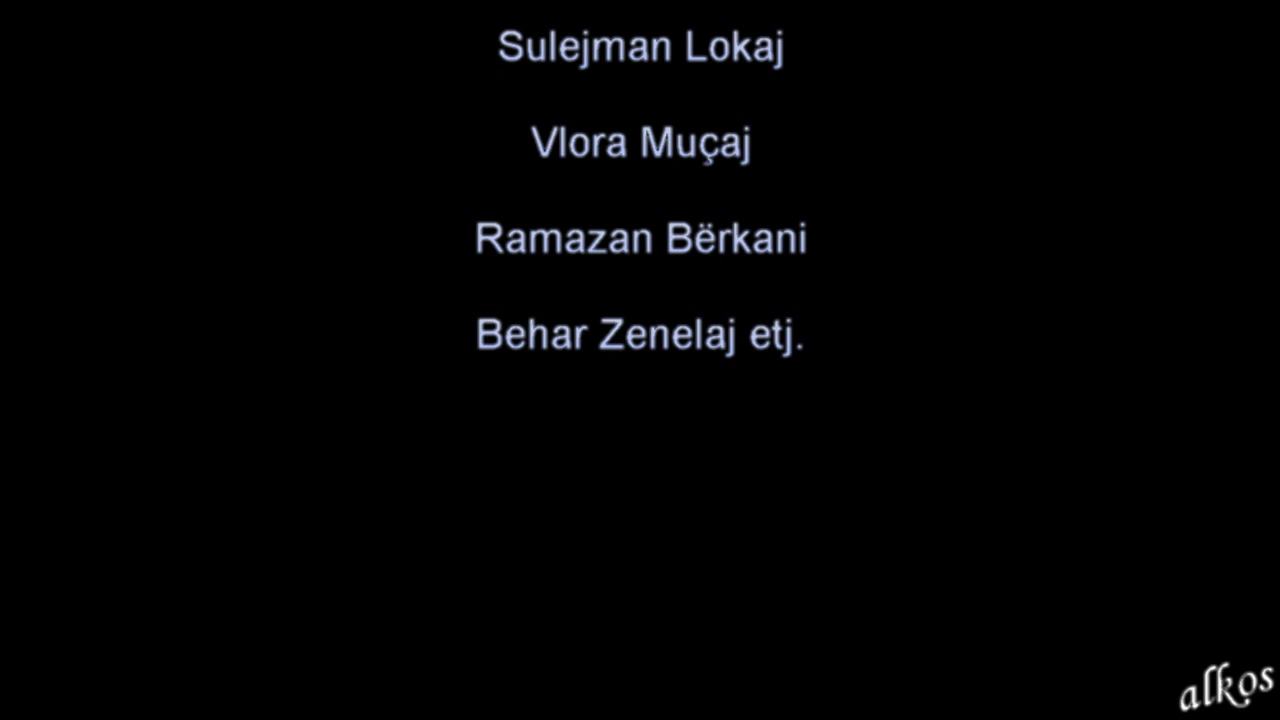 Sulejman Lokaj
Vlora Muçaj
Ramazan Bërkani
Behar Zenelaj etj.
alkos